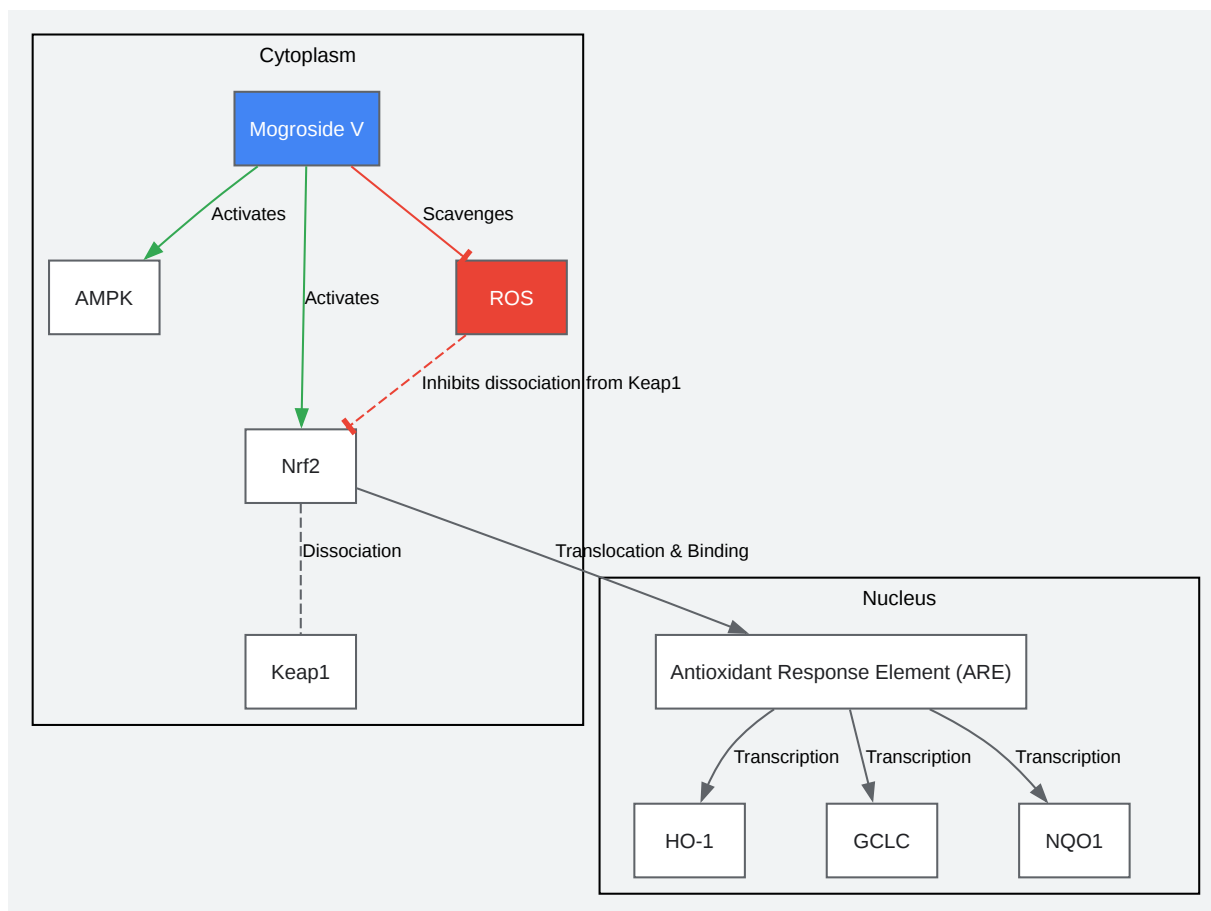 Cytoplasm
Mogroside V
Activates
Scavenges
AMPK
Activates
ROS
Inhibits dissociation from Keap1
Nrf2
Dissociation
Translocation & Binding
Nucleus
Keap1
Antioxidant Response Element (ARE)
Transcription
Transcription
Transcription
HO-1
GCLC
NQO1